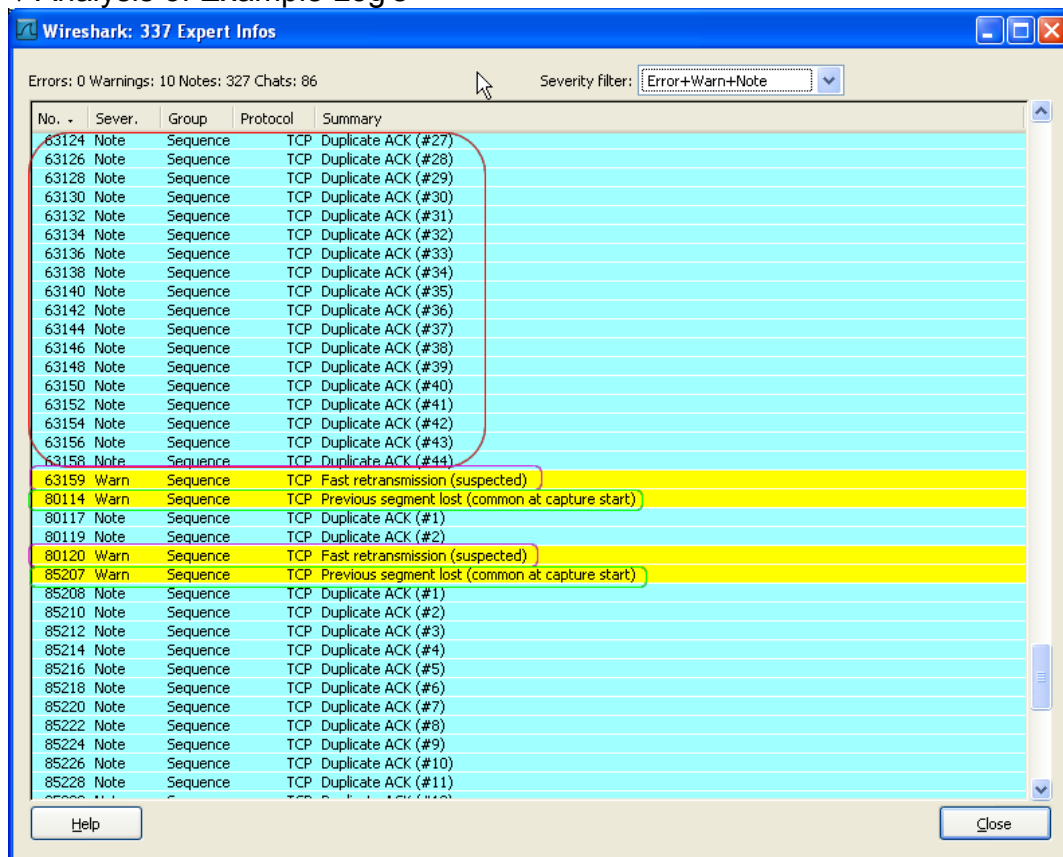 Analysis of Example Log's
Wireshark: 337 Expert Infos
Errors: 0 Warnings: 10 Notes: 327 Chats: 86 Severity filter: Error+Warn+Note
No. Sever. Group Protocol Summary
63124 Note Sequence TCP Duplicate ACK (#27)
63126 Note Sequence TCP Duplicate ACK (#28)
63128 Note Sequence TCP Duplicate ACK (#29)
63130 Note Sequence TCP Duplicate ACK (#30)
63132 Note Sequence TCP Duplicate ACK (#31)
63134 Note Sequence TCP Duplicate ACK (#32)
63136 Note Sequence TCP Duplicate ACK (#33)
63138 Note Sequence TCP Duplicate ACK (#34)
63140 Note Sequence TCP Duplicate ACK (#35)
63142 Note Sequence TCP Duplicate ACK (#36)
63144 Note Sequence TCP Duplicate ACK (#37)
63146 Note Sequence TCP Duplicate ACK (#38)
63148 Note Sequence TCP Duplicate ACK (#39)
63150 Note Sequence TCP Duplicate ACK (#40)
63152 Note Sequence TCP Duplicate ACK (#41)
63154 Note Sequence TCP Duplicate ACK (#42)
63156 Note Sequence TCP Duplicate ACK (#43)
63158 Note Sequence TCP Duplicate ACK (#44)
63159 Warn Sequence TCP Fast retransmission (suspected)
80114 Warn Sequence TCP Previous segment lost (common at capture start)
80117 Note Sequence TCP Duplicate ACK (#1)
80119 Note Sequence TCP Duplicate ACK (#2)
80120 Warn Sequence TCP Fast retransmission (suspected)
85207 Warn Sequence TCP Previous segment lost (common at capture start)
85208 Note Sequence TCP Duplicate ACK (#1)
85210 Note Sequence TCP Duplicate ACK (#2)
85212 Note Sequence TCP Duplicate ACK (#3)
85214 Note Sequence TCP Duplicate ACK (#4)
85216 Note Sequence TCP Duplicate ACK (#5)
85218 Note Sequence TCP Duplicate ACK (#6)
85220 Note Sequence TCP Duplicate ACK (#7)
85222 Note Sequence TCP Duplicate ACK (#8)
85224 Note Sequence TCP Duplicate ACK (#9)
85226 Note Sequence TCP Duplicate ACK (#10)
85228 Note Sequence TCP Duplicate ACK (#11)
Help Close